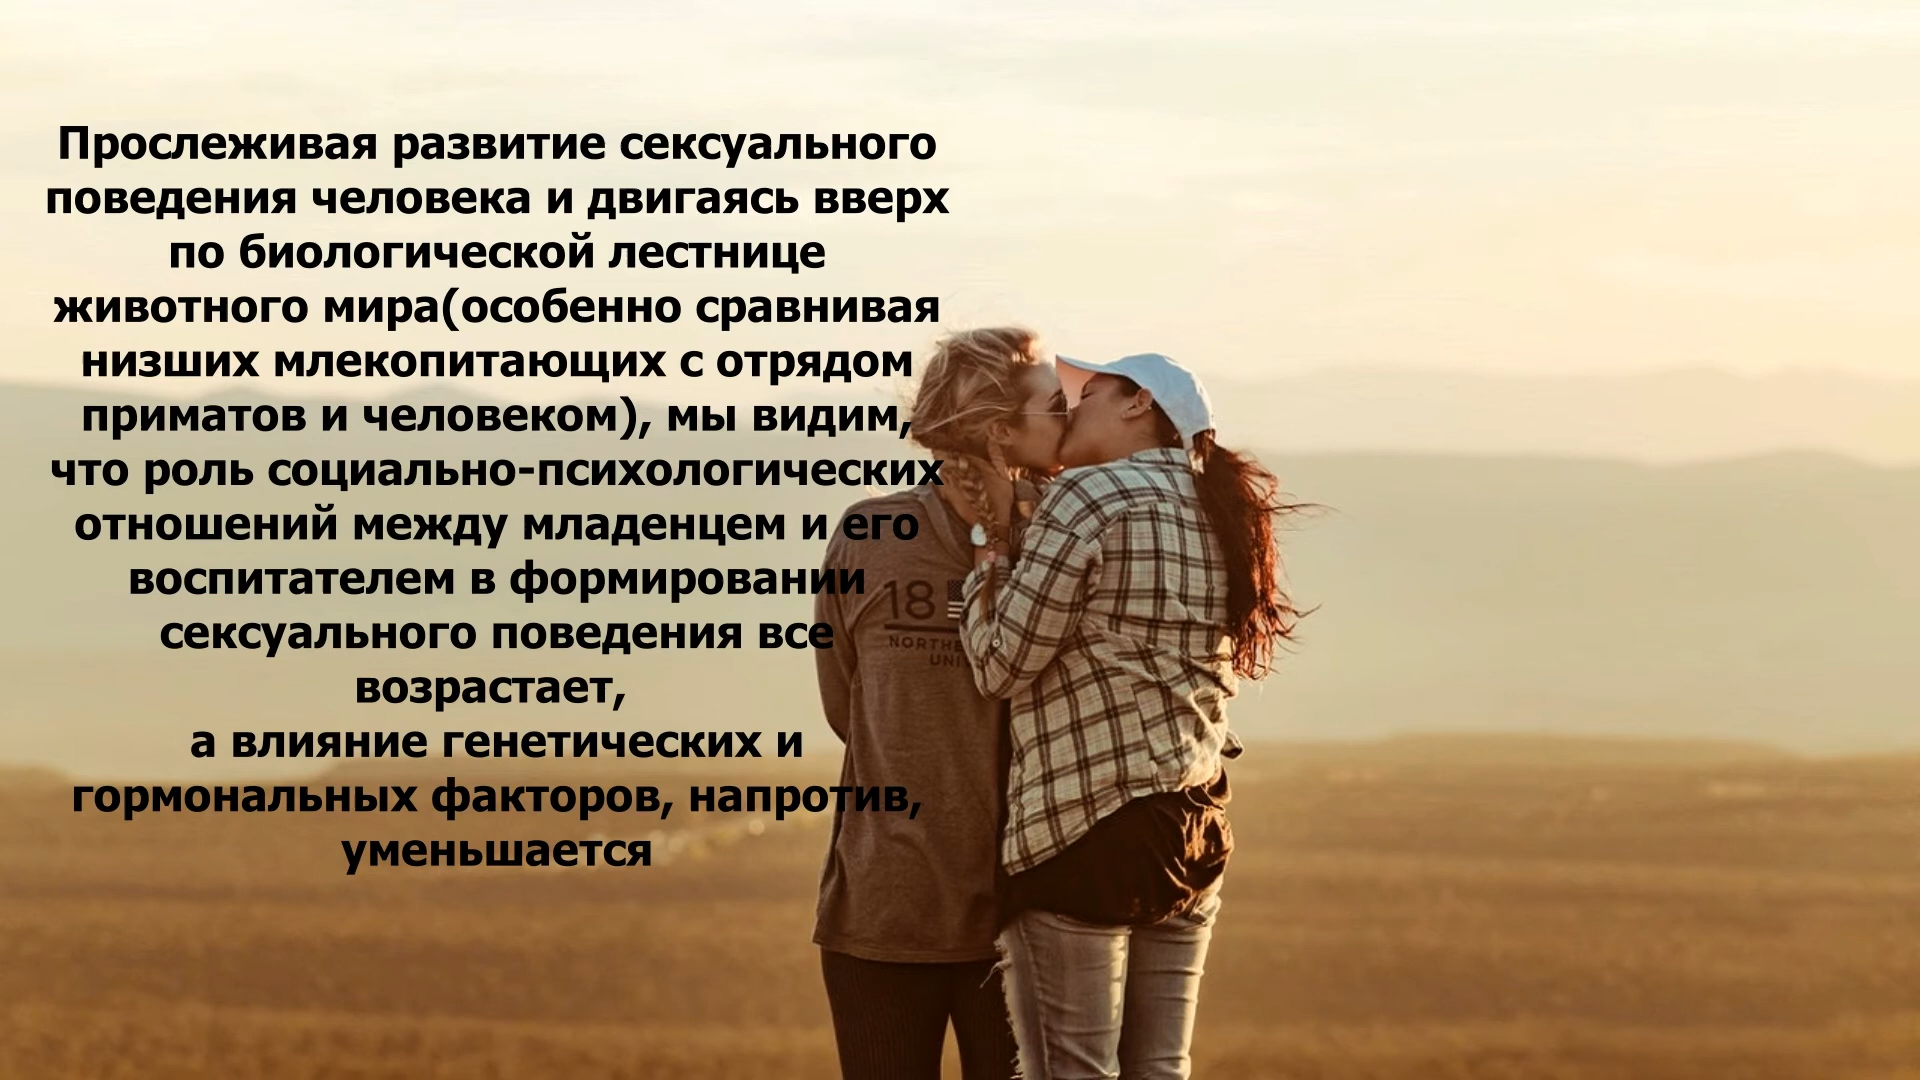 Прослеживая развитие сексуального
поведения человека и двигаясь вверх
по биологической лестнице
животного мира(особенно сравнивая
низших млекопитающих с отрядом
приматов и человеком), мы видим,
что роль социально-психологических
отношений между младенцем и его
воспитателем в формировании
сексуального поведения все
возрастает,
а влияние генетических и
гормональных факторов, напротив,
уменьшается
18